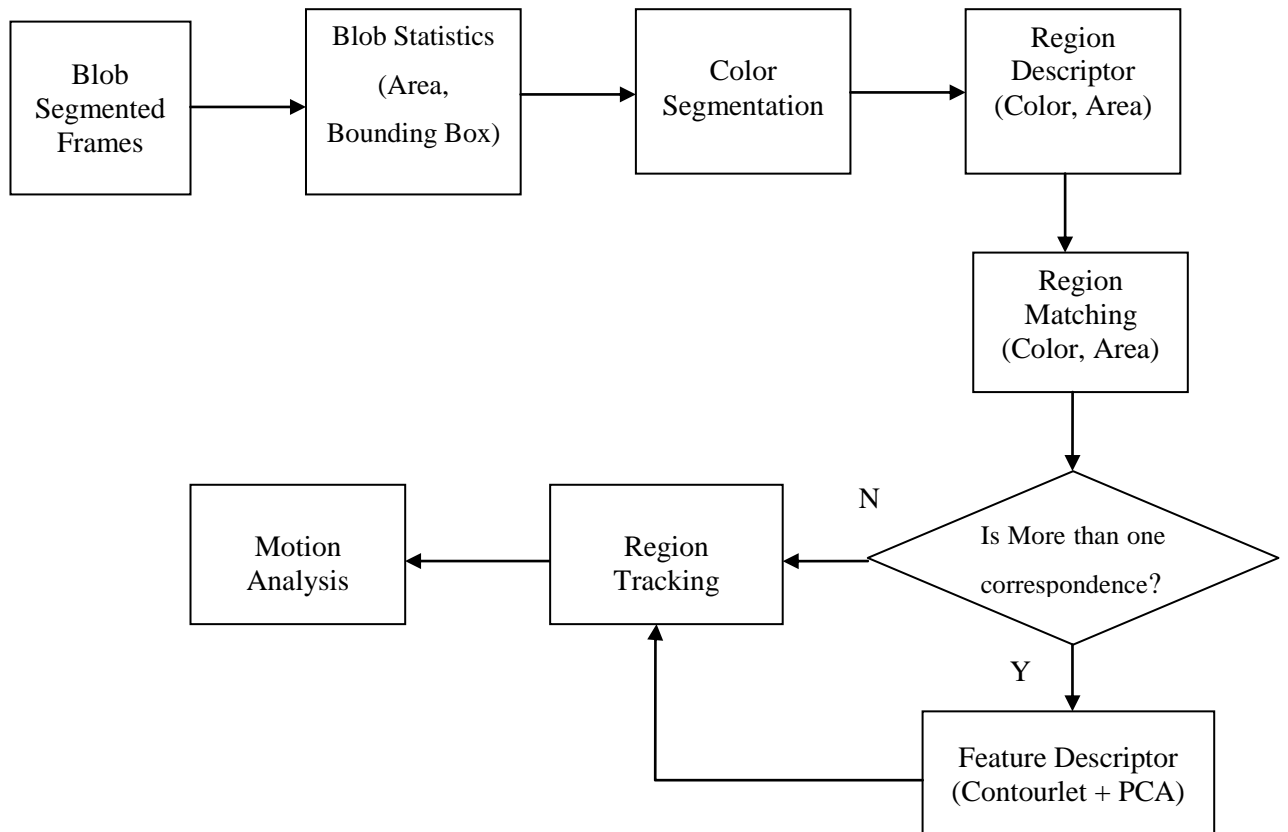 Blob
Segmented
Frames
Blob Statistics
(Area,
Bounding Box)
Color
Segmentation
Region
Descriptor
(Color, Area)
Region
Matching
(Color, Area)
Is More than one
correspondence?
N
Y
Region
Tracking
Motion
Analysis
Feature Descriptor
(Contourlet + PCA)